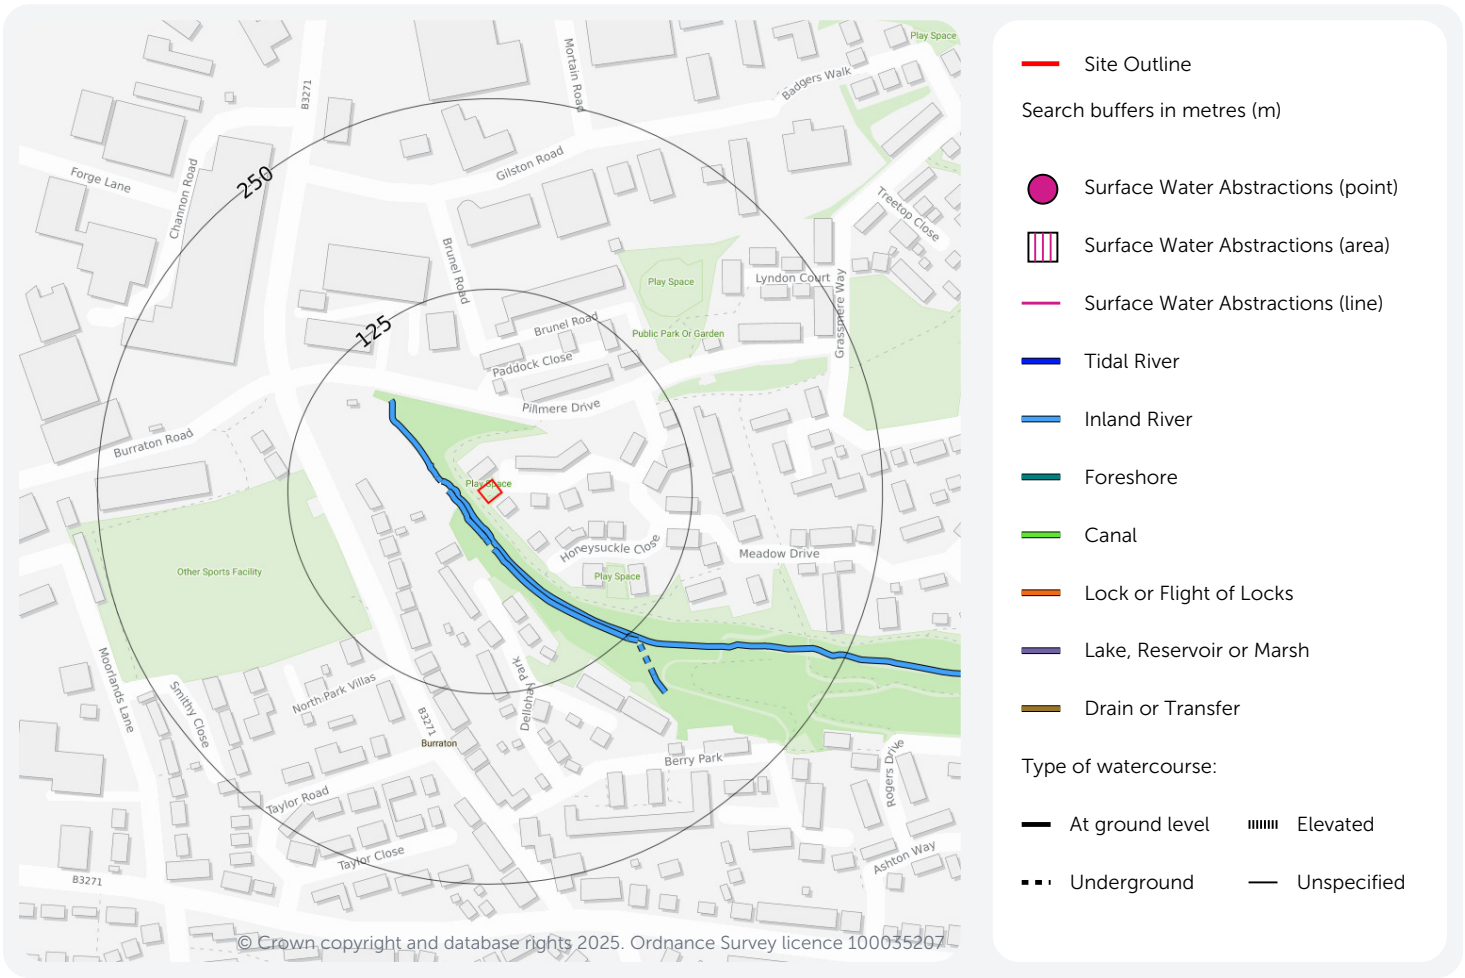 Play Space
Mortain Road
Badgers Walk
B3271
Gilston Road
Forge Lane
Channon Road
250
Treetop Close
Brunel Road
Lyndon Court
Play Space
Grassmere Way
125
Brunel Road
Public Park Or Garden
Paddock Close
Pillmere Drive
Burraton Road
Play Space
Honeysuckle Close
Meadow Drive
Other Sports Facility
Play Space
Moorlands Lane
Smithy Close
North Park Villas
Dellohay Park
B3271
Burraton
Berry Park
Rogers Drive
Taylor Road
Taylor Close
Ashton Way
B3271
© Crown copyright and database rights 2025. Ordnance Survey licence 100035207
Site Outline
Search buffers in metres (m)
Surface Water Abstractions (point)
Surface Water Abstractions (area)
Surface Water Abstractions (line)
Tidal River
Inland River
Foreshore
Canal
Lock or Flight of Locks
Lake, Reservoir or Marsh
Drain or Transfer
Type of watercourse:
At ground level
Elevated
Underground
Unspecified